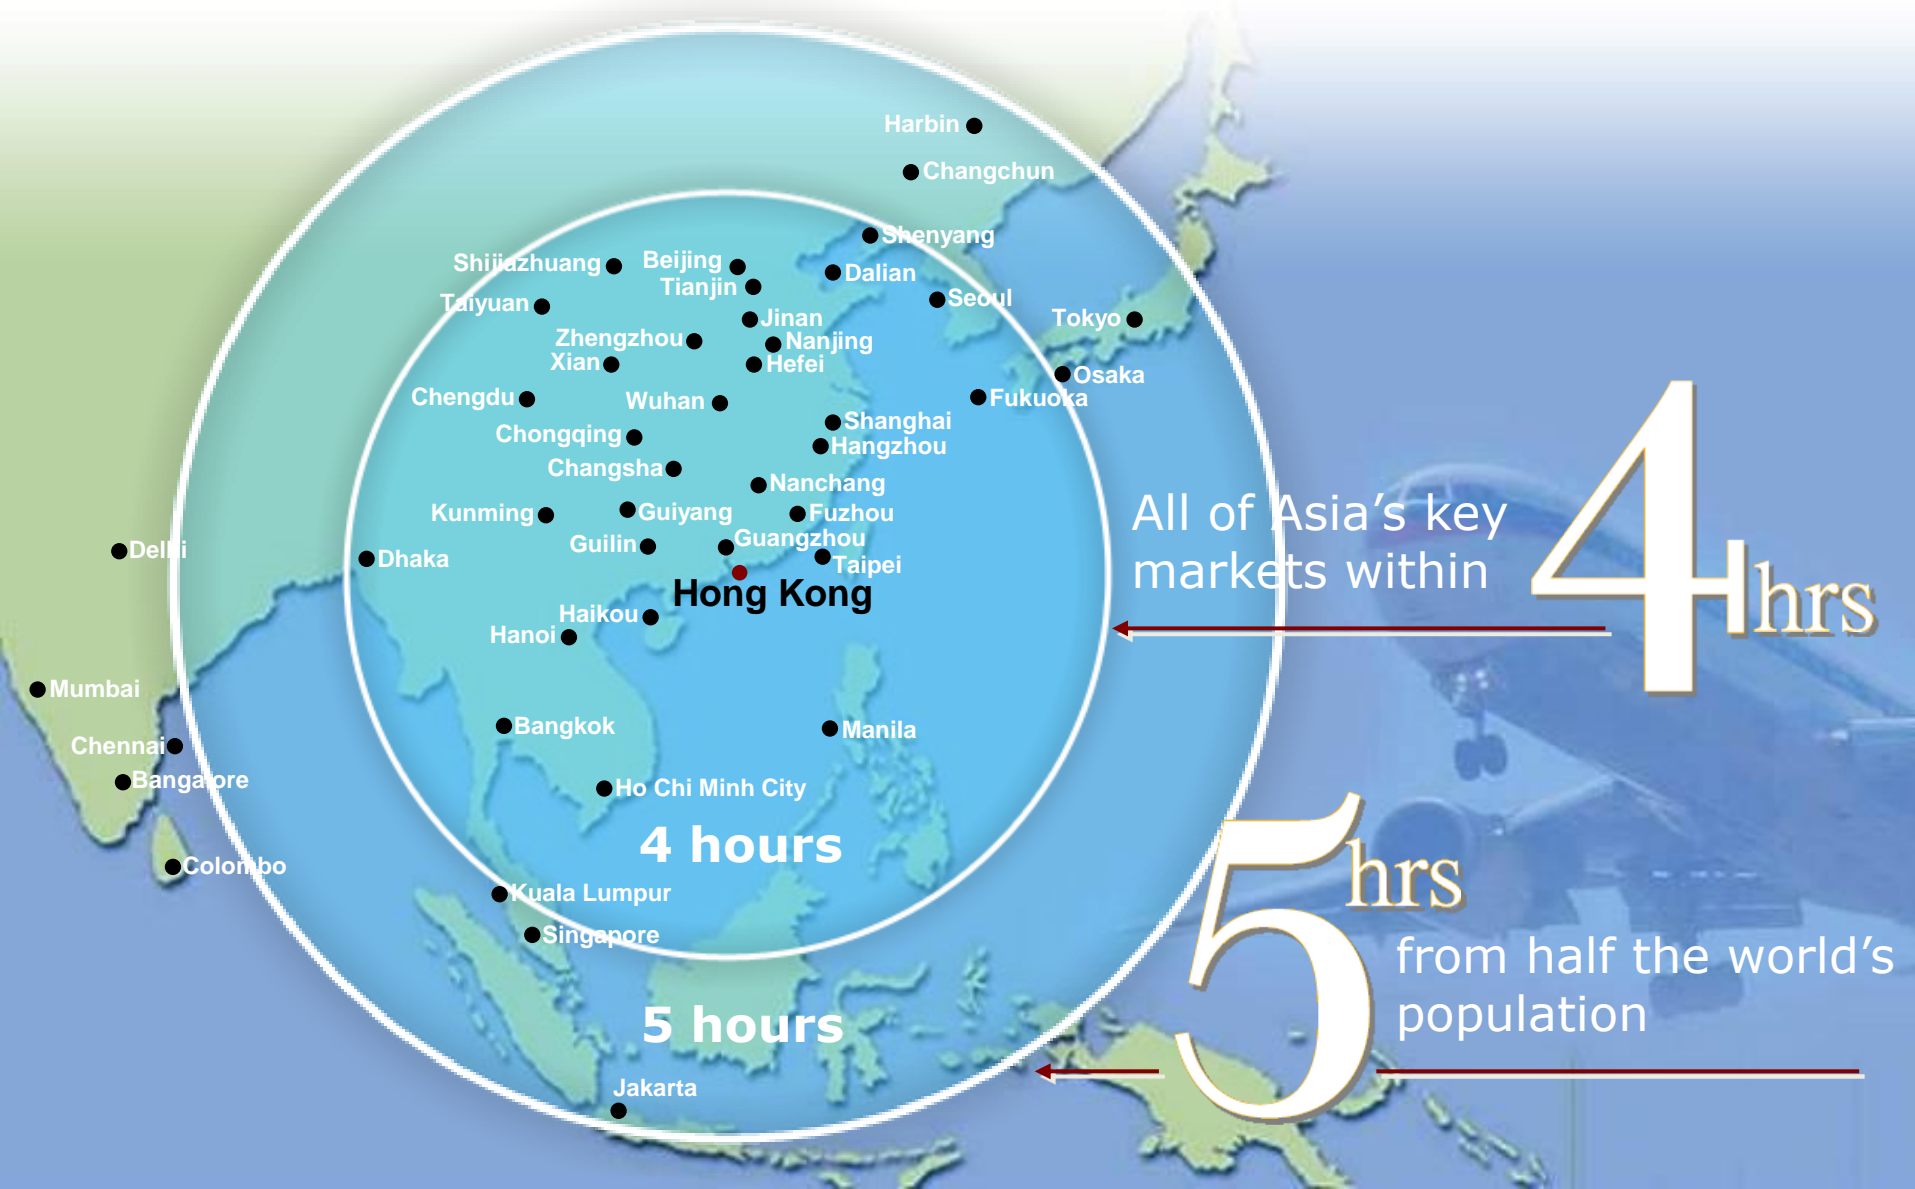 Harbin
Changchun
Shenyang
Shijiazhuang
Beijing
Tianjin
Dalian
Taiyuan
Seoul
Jinan
Tokyo
Zhengzhou
Nanjing
Xian
Hefei
Osaka
Chengdu
Wuhan
Fukuoka
Shanghai
Chongqing
Hangzhou
Changsha
Nanchang
Kunming
Guiyang
Fuzhou
All of Asia’s key
markets within
4 hrs
Guilin
Guangzhou
Delhi
Dhaka
Taipei
Hong Kong
Haikou
Hanoi
Mumbai
Bangkok
Manila
Chennai
Bangalore
Ho Chi Minh City
4 hours
Colombo
Kuala Lumpur
Singapore
5 hrs
from half the world’s
population
5 hours
Jakarta